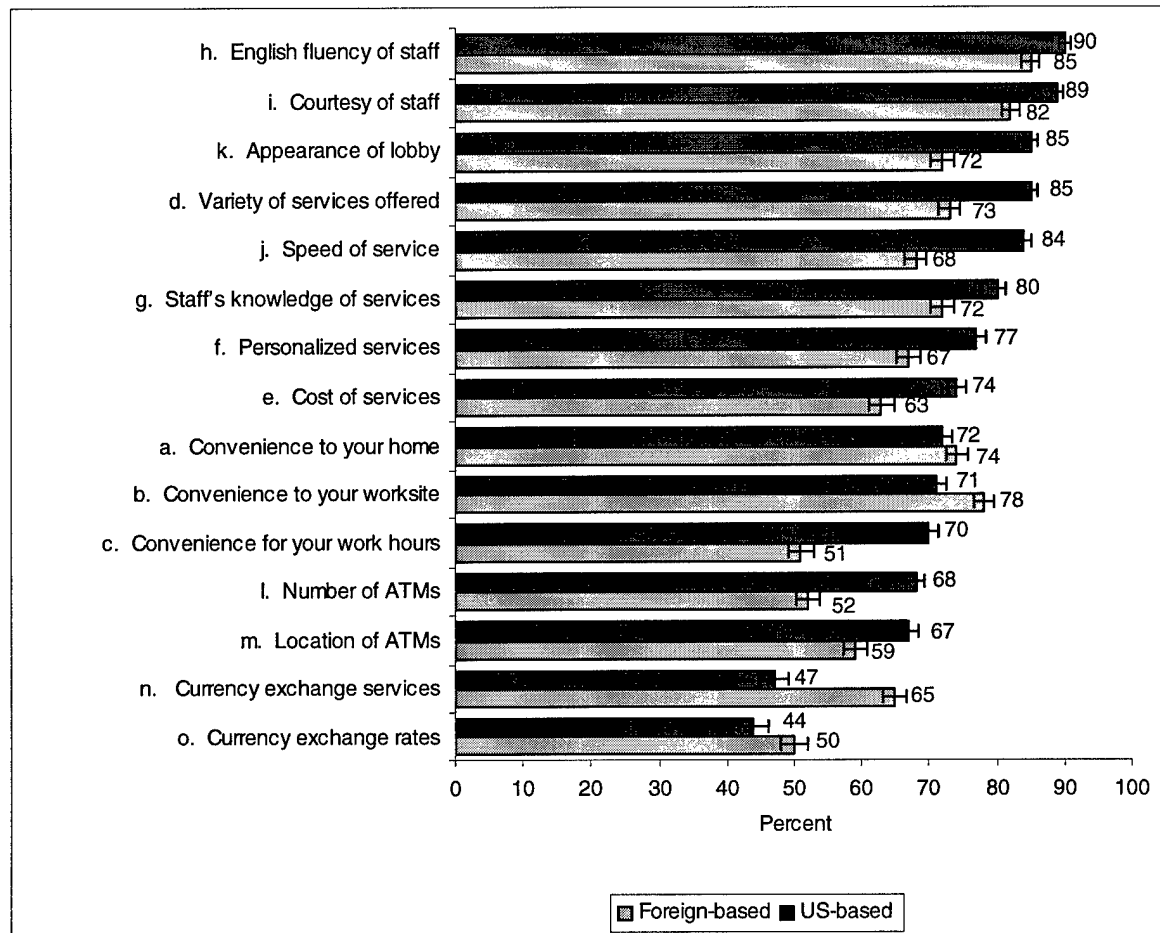 h. English fluency of staff
90
85
i. Courtesy of staff
89
82
k. Appearance of lobby
85
72
d. Variety of services offered
85
73
j. Speed of service
84
68
g. Staff's knowledge of services
80
72
f. Personalized services
77
67
e. Cost of services
74
63
a. Convenience to your home
72
74
b. Convenience to your worksite
71
78
c. Convenience for your work hours
70
51
l. Number of ATMs
68
52
m. Location of ATMs
67
59
n. Currency exchange services
47
65
o. Currency exchange rates
44
50
0 10 20 30 40 50 60 70 80 90 100
Percent
Foreign-based US-based